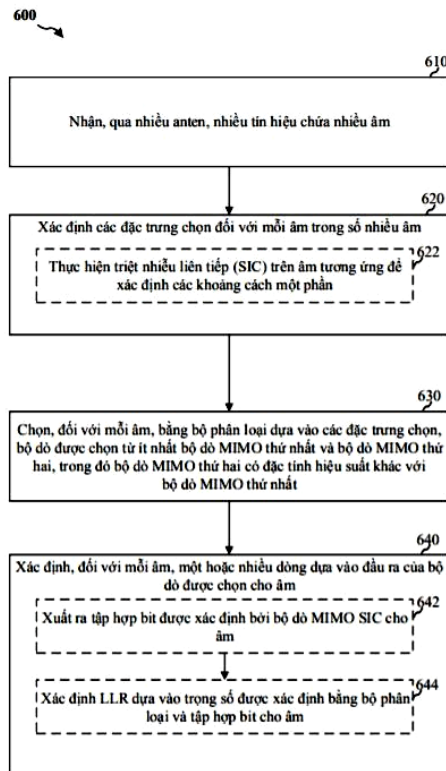 600
610
Nhận, qua nhiều anten, nhiều tín hiệu chứa nhiều âm
620
Xác định các đặc trưng chọn đối với mỗi âm trong số nhiều âm
622
Thực hiện triệt nhiễu liên tiếp (SIC) trên âm tương ứng để
xác định các khoảng cách một phần
630
Chọn, đối với mỗi âm, bằng bộ phân loại dựa vào các đặc trưng chọn,
bộ dò được chọn từ ít nhất bộ dò MIMO thứ nhất và bộ dò MIMO thứ
hai, trong đó bộ dò MIMO thứ hai có đặc tính hiệu suất khác với
bộ dò MIMO thứ nhất
640
Xác định, đối với mỗi âm, một hoặc nhiều dòng dựa vào đầu ra của bộ
dò được chọn cho âm
642
Xuất ra tập hợp bit được xác định bởi bộ dò MIMO SIC cho
âm
644
Xác định LLR dựa vào trọng số được xác định bằng bộ phân
loại và tập hợp bit cho âm